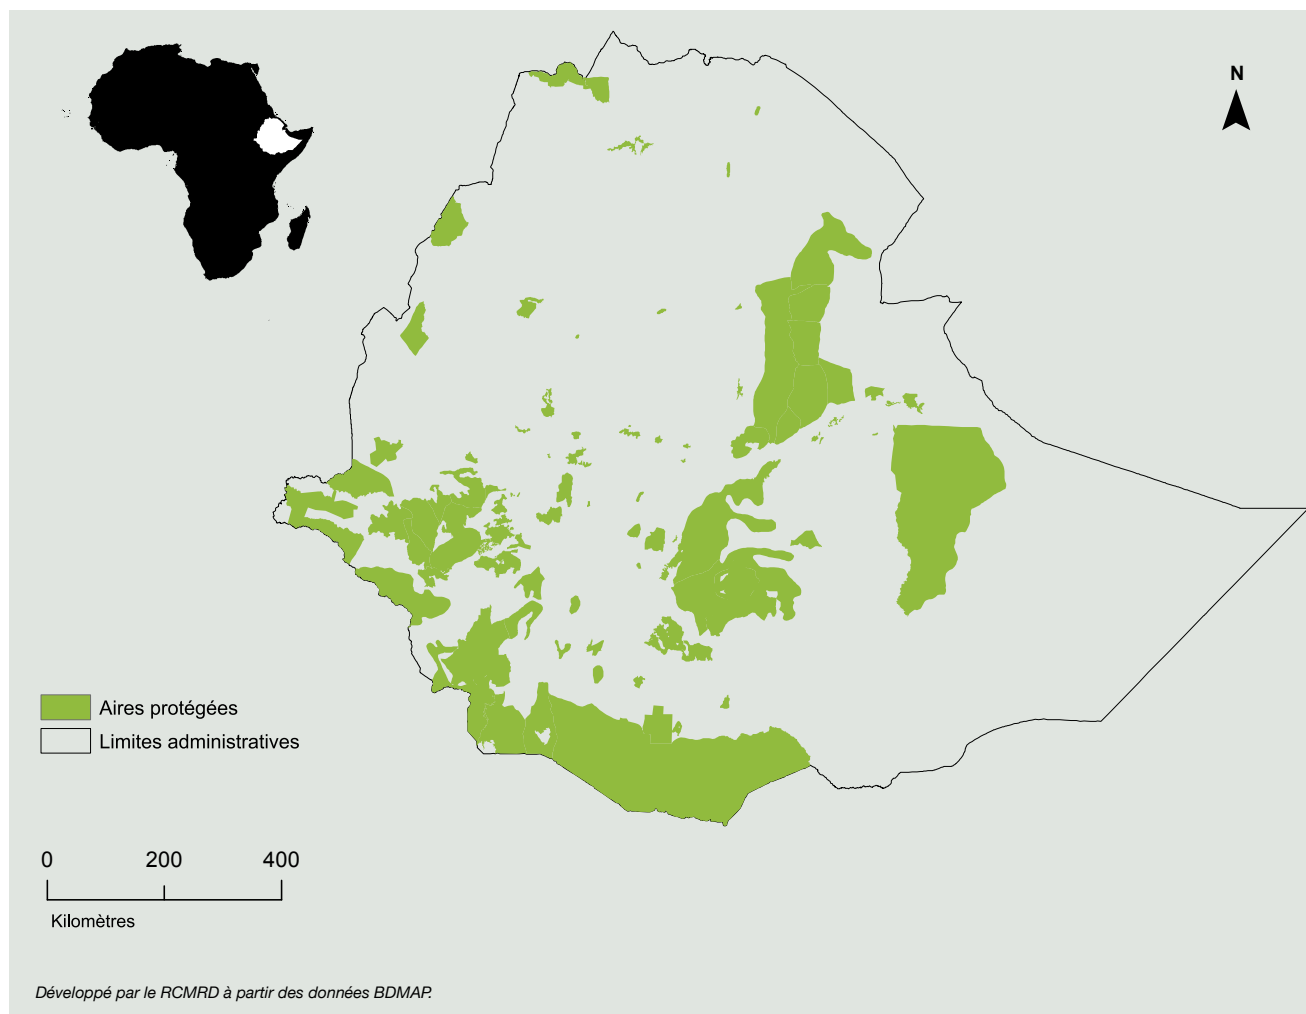 N
Aires protégées
Limites administratives
0 200 400
Kilomètres
Développé par le RCMRD à partir des données BDMAP.